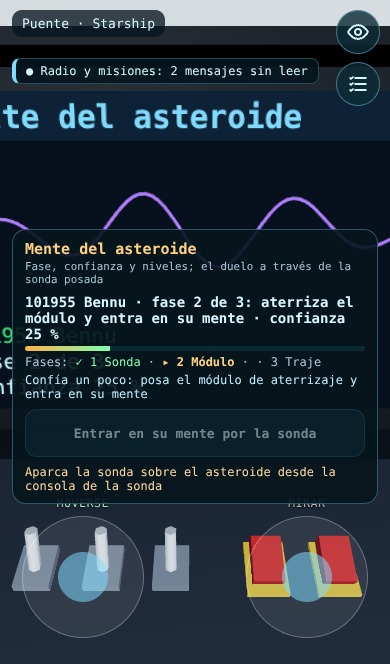 Puente · Starship
● Radio y misiones: 2 mensajes sin leer
te del asteroide
Mente del asteroide
Fase, confianza y niveles; el duelo a través de la
sonda posada
101955 Bennu · fase 2 de 3: aterriza el
módulo y entra en su mente · confianza
25 %
Fases: ✓ 1 Sonda · ▸ 2 Módulo · · 3 Traje
Confía un poco: posa el módulo de aterrizaje y
entra en su mente
Entrar en su mente por la sonda
Aparca la sonda sobre el asteroide desde la
consola de la sonda
MOVERSE
MIRAR